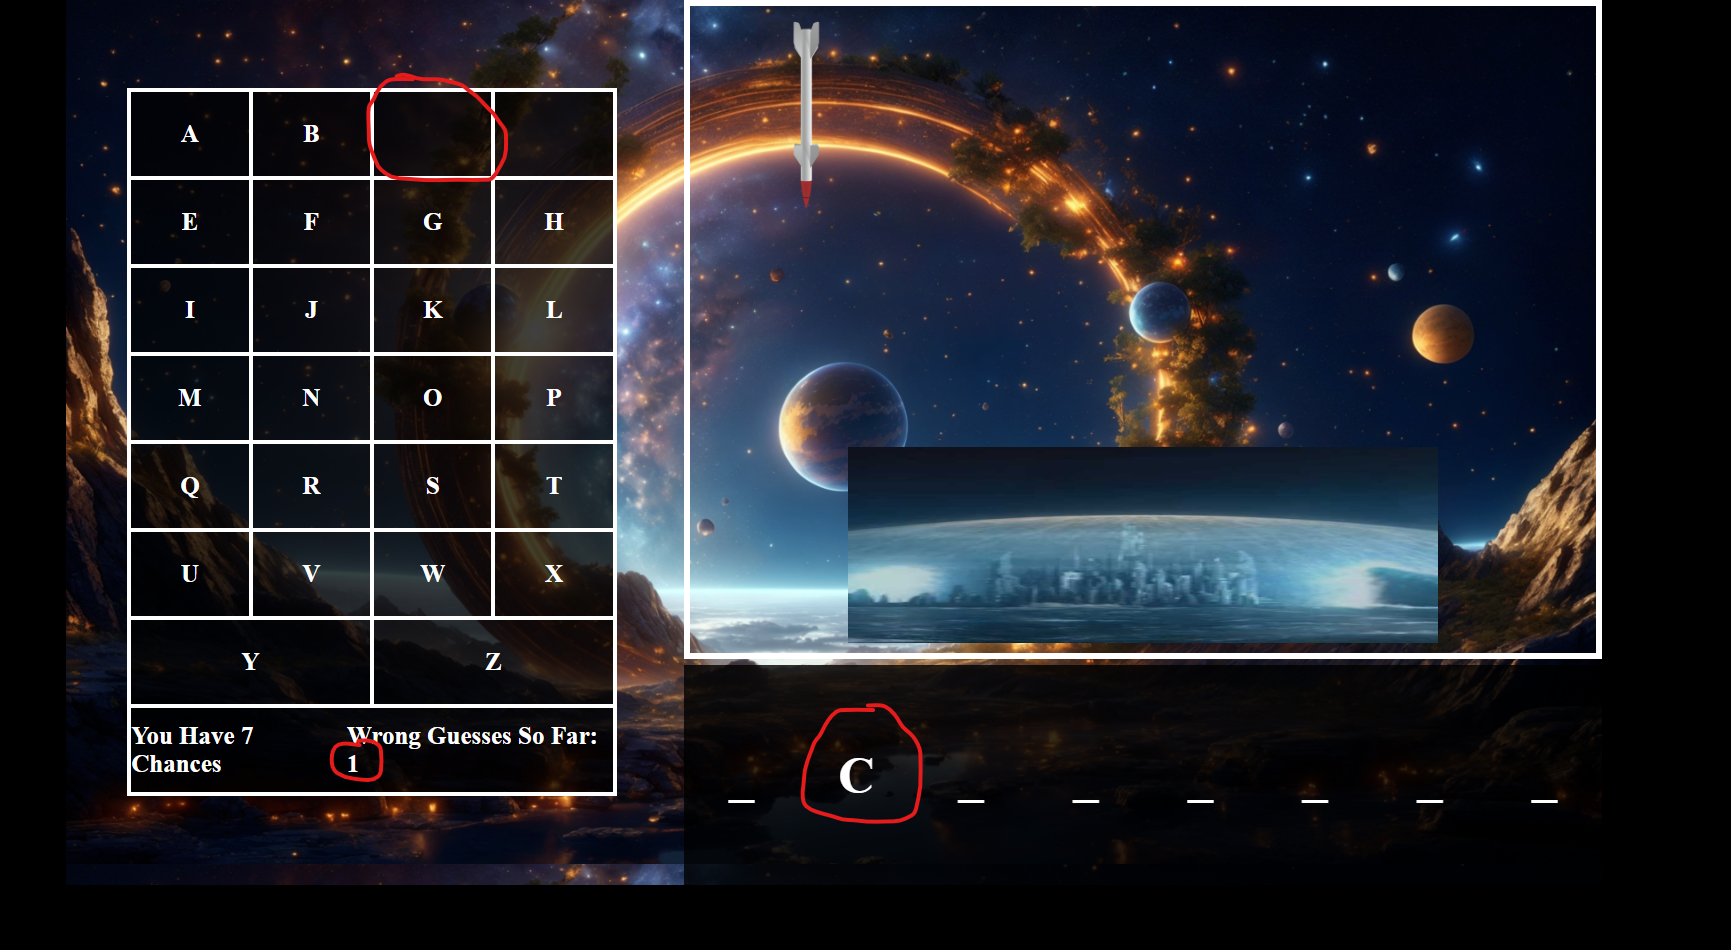 A B
E F G H
I J K L
M N O P
Q R S T
U V W X
Y Z
You Have 7
Chances
Wrong Guesses So Far:
1
_ C _ _ _ _ _ _